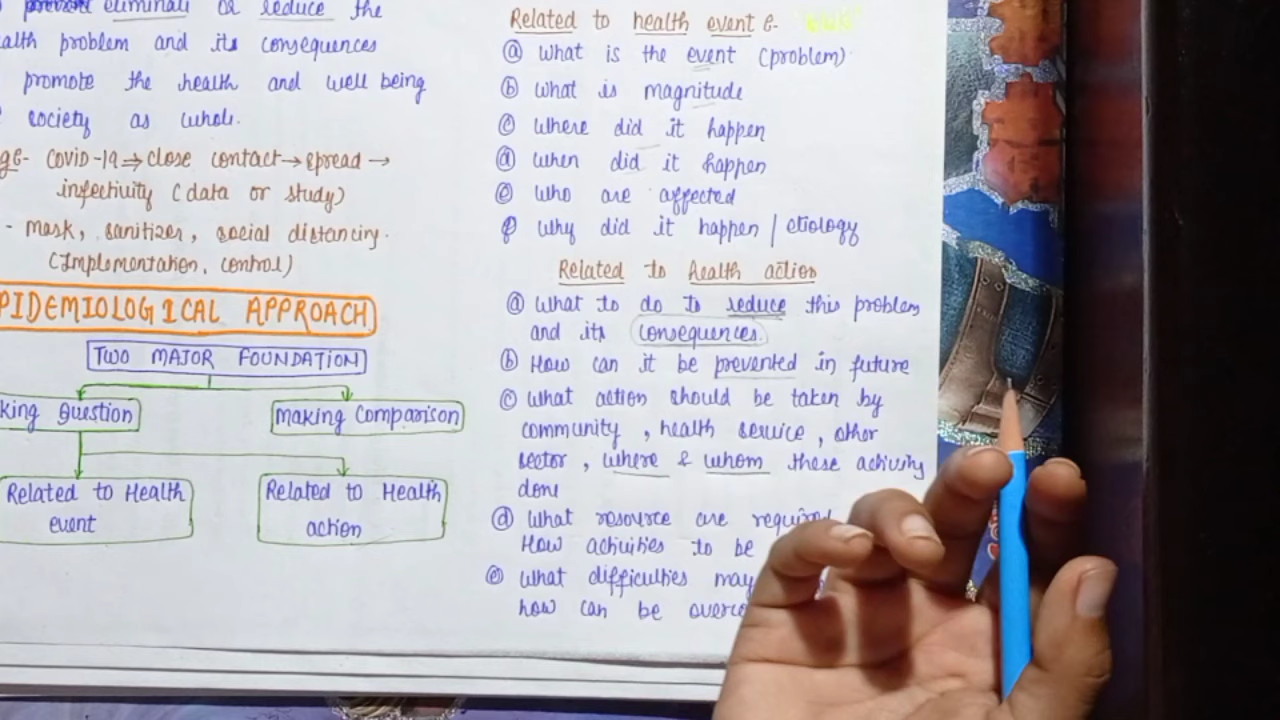 eliminate or reduce the
alth problem and its consequences
promote the health and well being
society as whole.
eg:- Covid-19 ⇒ close contact → spread →
infectivity (data or study)
- mask, sanitizer, social distancing.
(Implementation, control)
PIDEMIOLOGICAL APPROACH
TWO MAJOR FOUNDATION
king Question
Making Comparison
Related to Health
event
Related to Health
action
Related to health event :-
(a) What is the event (problem)
(b) What is magnitude
(c) Where did it happen
(d) When did it happen
(e) Who are affected
(f) Why did it happen / etiology
Related to Health action
(a) What to do to reduce this problem
and its consequences.
(b) How can it be prevented in future
(c) What action should be taken by
community, health service, other
sector, where & whom these activity
done
(d) What resource are required
How activities to be
(e) What difficulties may
how can be overco